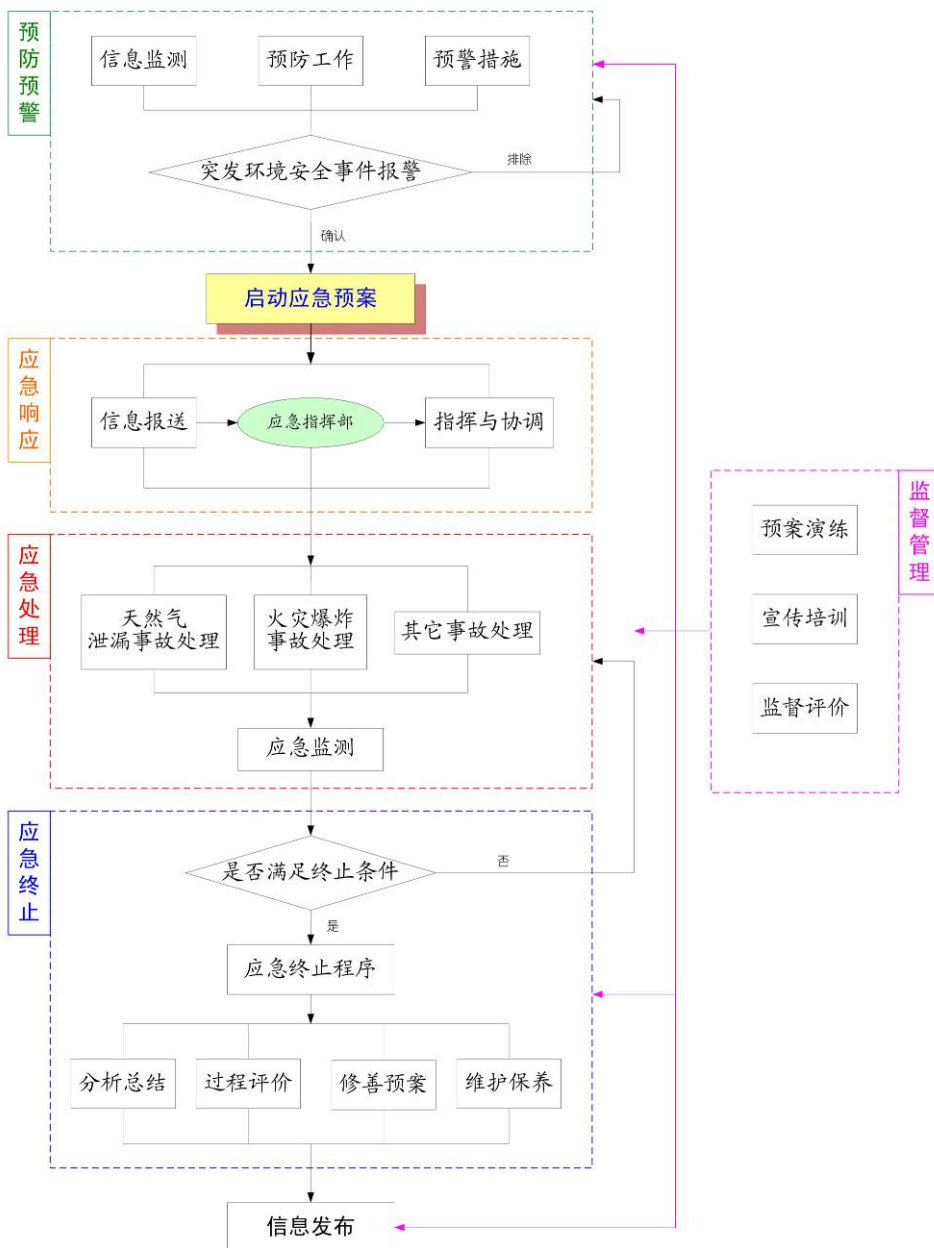 预防预警
信息监测
预防工作
预警措施
突发环境安全事件报警
排除
确认
启动应急预案
应急响应
信息报送
应急指挥部
指挥与协调
监督管理
预案演练
宣传培训
监督评价
应急处理
天然气
泄漏事故处理
火灾爆炸
事故处理
其它事故处理
应急监测
应急终止
是否满足终止条件
否
是
应急终止程序
分析总结
过程评价
修善预案
维护保养
信息发布